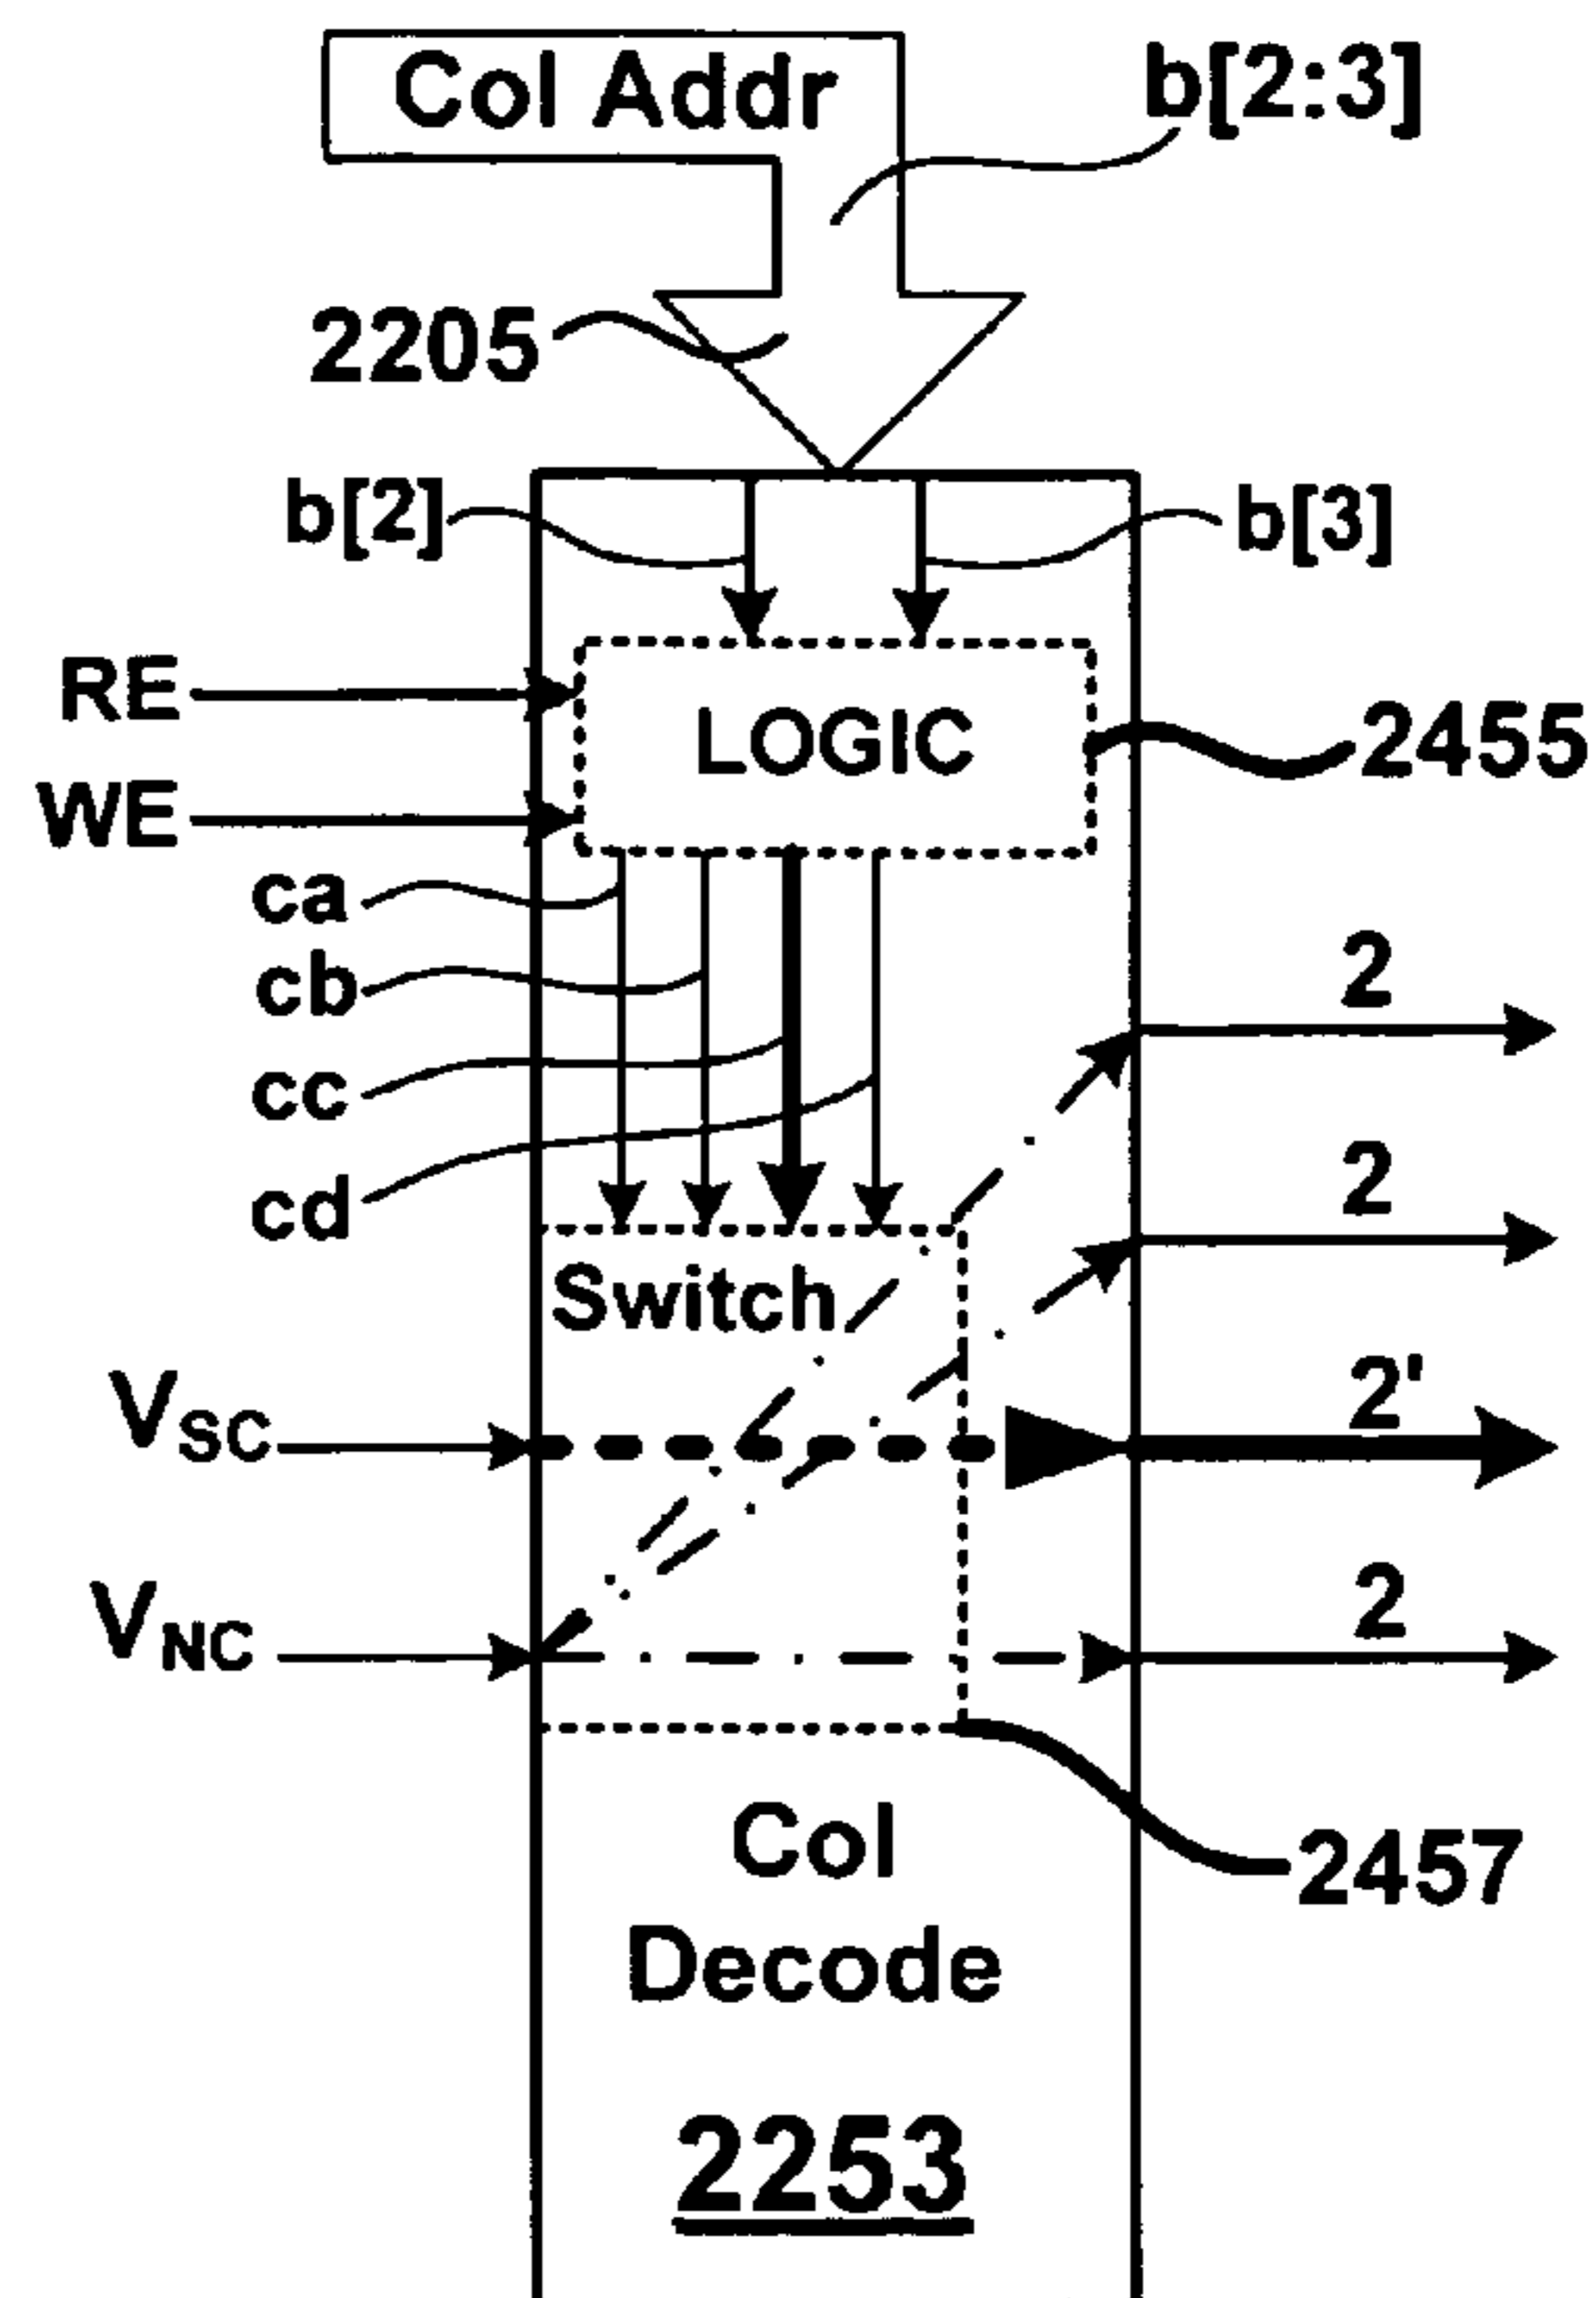 Col Addr
b[2:3]
2205
b[2]
b[3]
RE
LOGIC
2455
WE
ca
cb
2
cc
cd
2
Switch
VSC
2'
VNC
2
Col
Decode
2457
2253